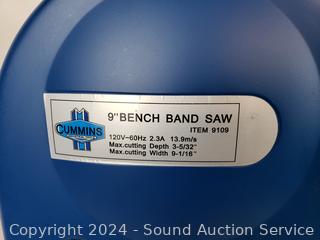 9" BENCH BAND SAW
ITEM 9109
CUMMINS
120V~60Hz 2.3A 13.9m/s
Max.cutting Depth 3-5/32"
Max.cutting Width 9-1/16"
Copyright 2024 - Sound Auction Service